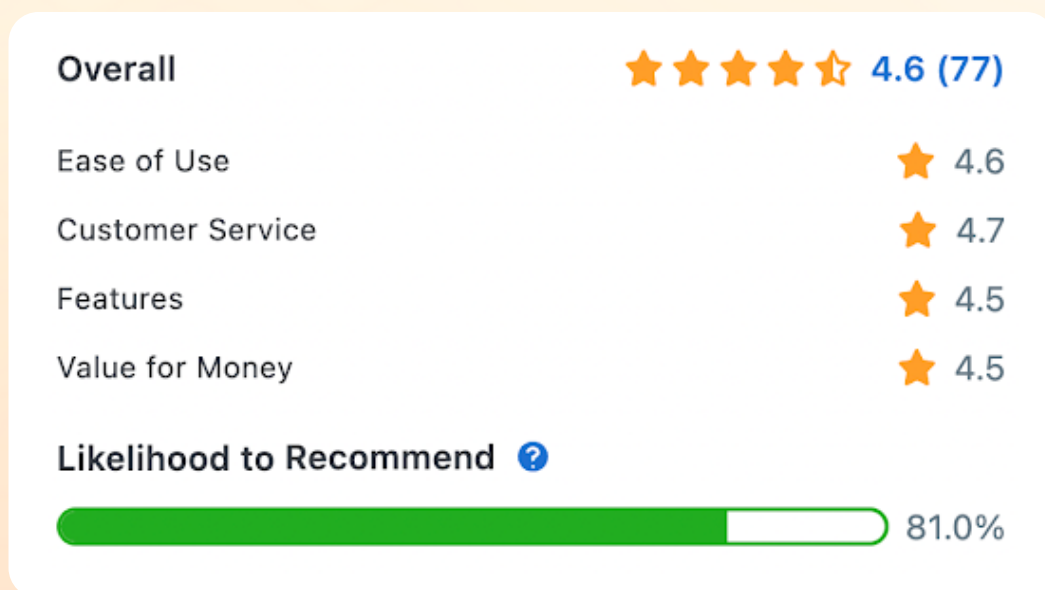 Overall 4.6 (77)
Ease of Use 4.6
Customer Service 4.7
Features 4.5
Value for Money 4.5
Likelihood to Recommend ?
81.0%